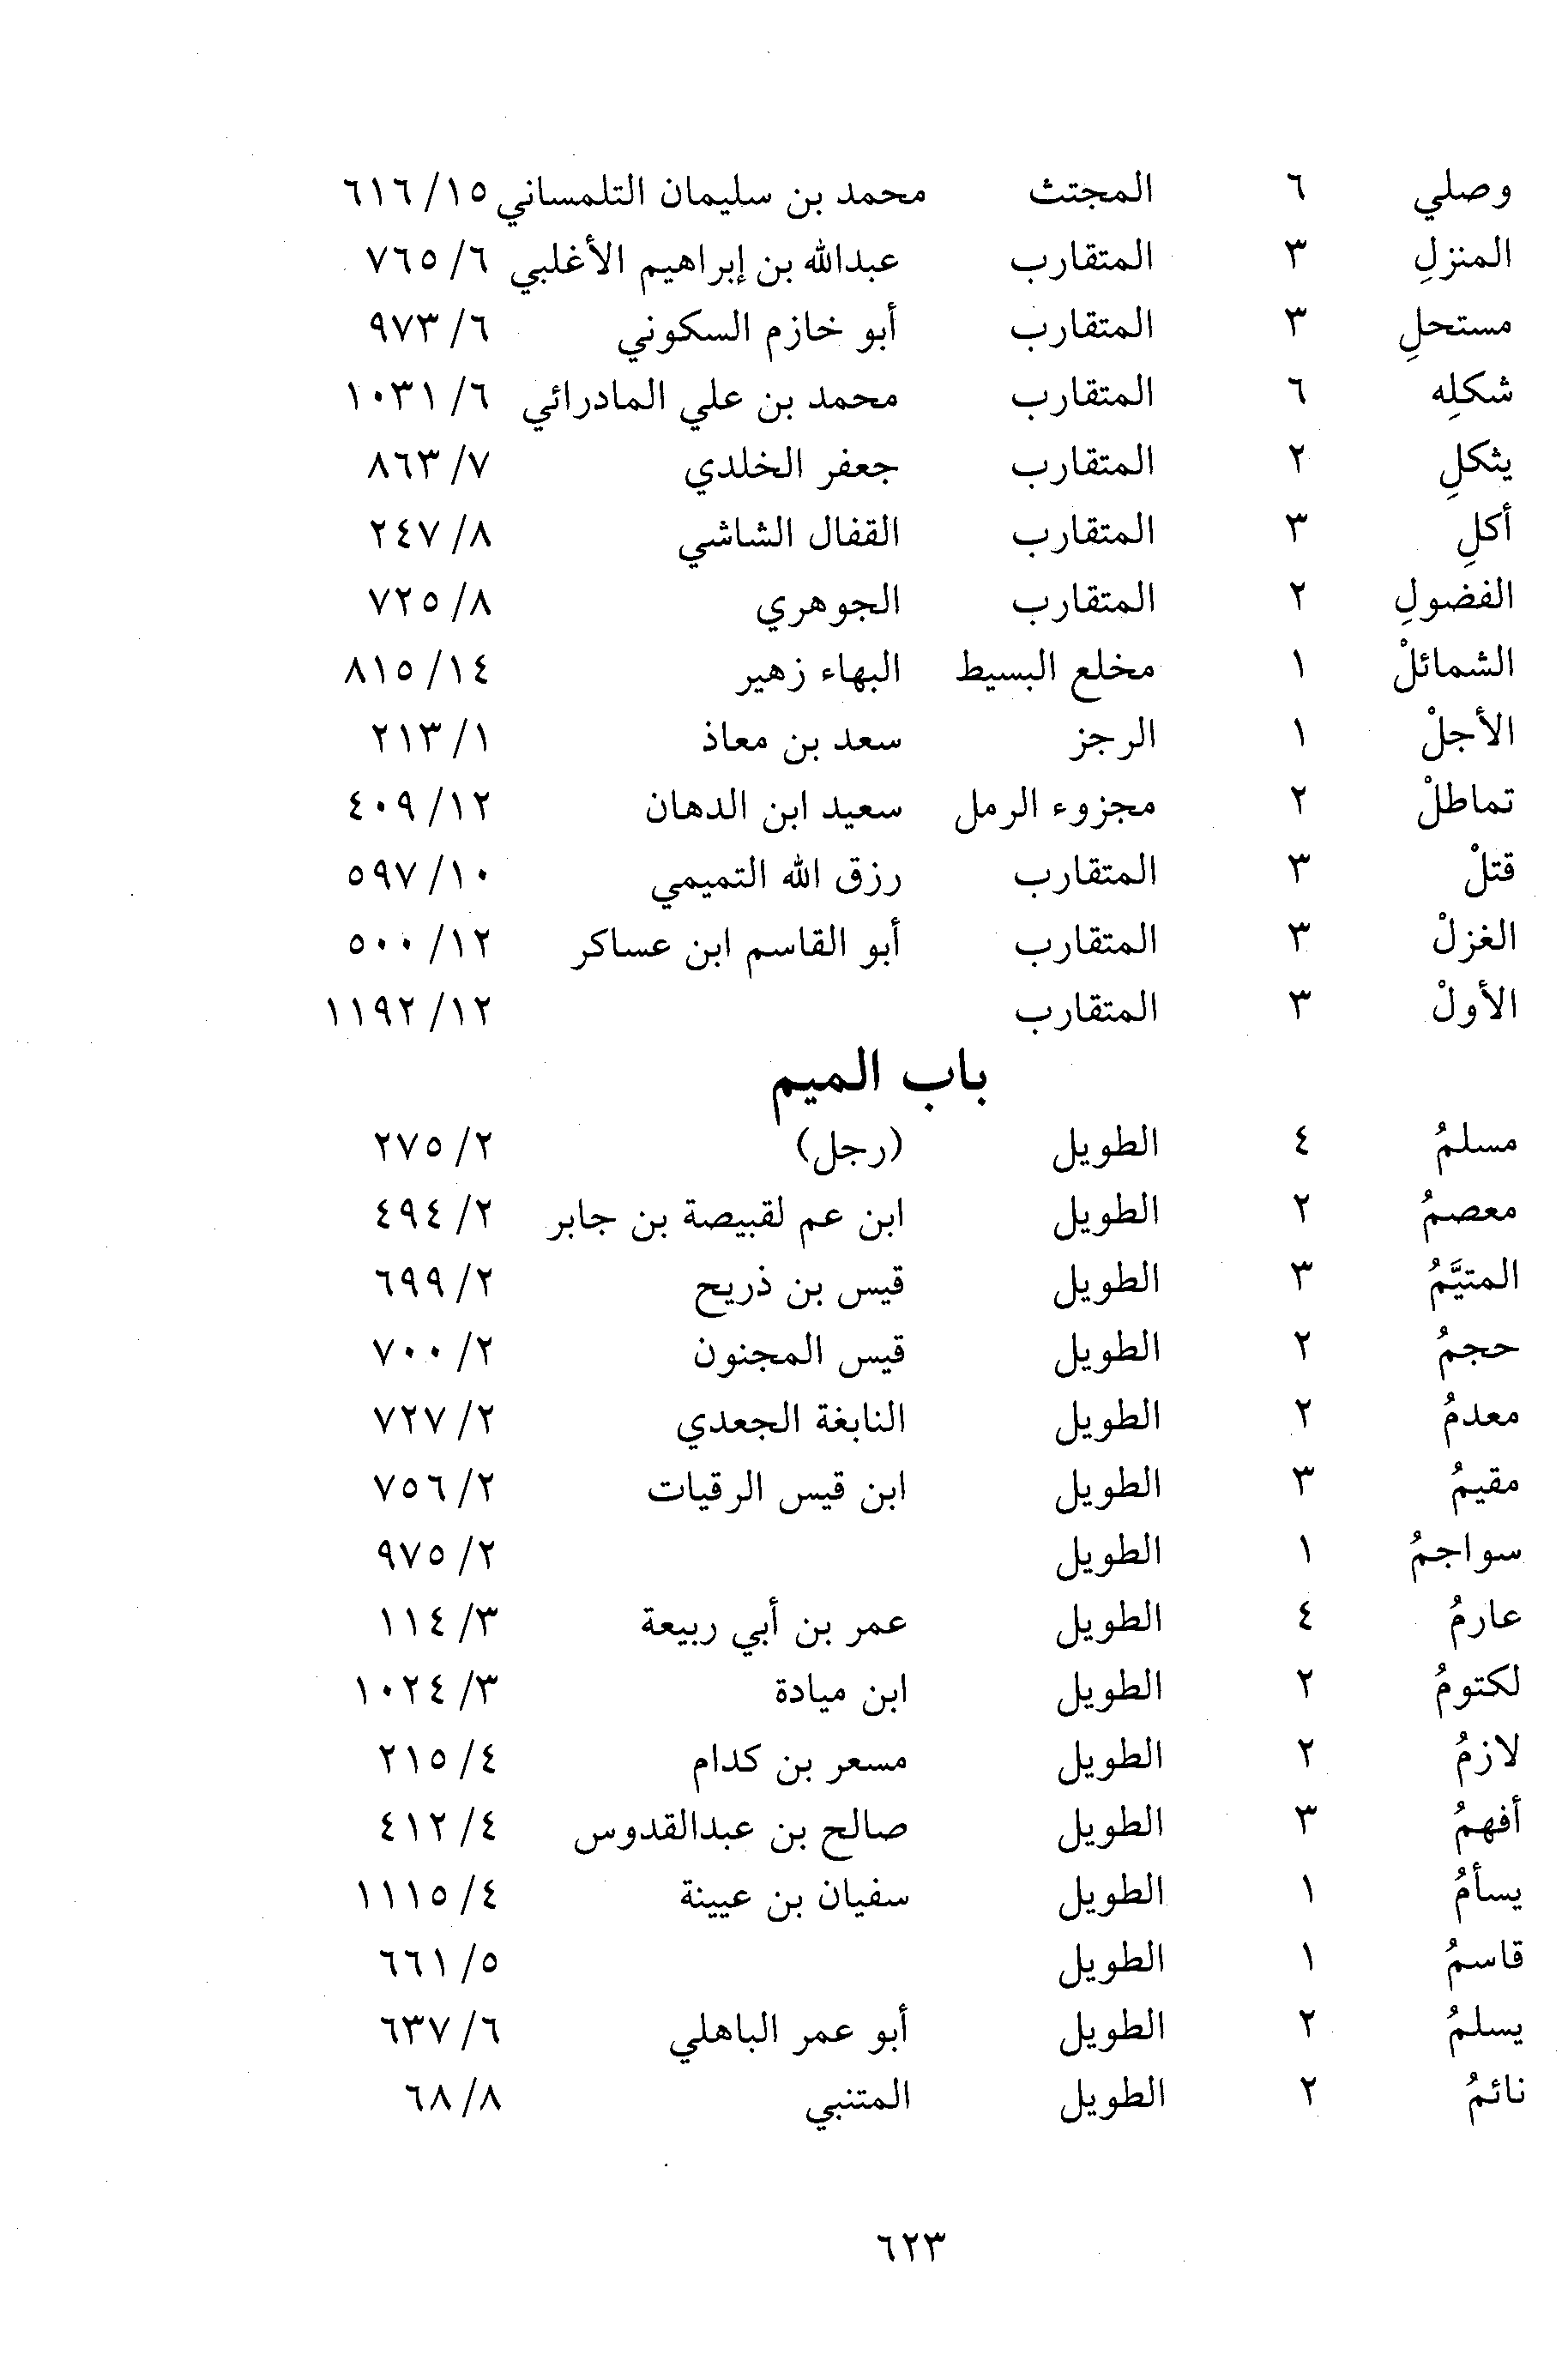 وصلي ٦ المجتث محمد بن سليمان التلمساني ١٥/ ٦١٦
المنزلِ ٣ المتقارب عبدالله بن إبراهيم الأغلبي ٦/ ٧٦٥
مستحلِ ٣ المتقارب أبو خازم السكوني ٦/ ٩٧٣
شكلِه ٦ المتقارب محمد بن علي المادرائي ٦/ ١٠٣١
يثكلِ ٢ المتقارب جعفر الخلدي ٧/ ٨٦٣
أكلِ ٣ المتقارب القفال الشاشي ٨/ ٢٤٧
الفضولِ ٢ المتقارب الجوهري ٨/ ٧٢٥
الشمائلْ ١ مخلع البسيط البهاء زهير ١٤/ ٨١٥
الأجلْ ١ الرجز سعد بن معاذ ١/ ٢١٣
تماطلْ ٢ مجزوء الرمل سعيد ابن الدهان ١٢/ ٤٠٩
قتلْ ٣ المتقارب رزق الله التميمي ١٠/ ٥٩٧
الغزلْ ٣ المتقارب أبو القاسم ابن عساكر ١٢/ ٥٠٠
الأولْ ٣ المتقارب ١٢/ ١١٩٢
باب الميم
مسلمُ ٤ الطويل (رجل) ٢/ ٢٧٥
معصمُ ٢ الطويل ابن عم لقبيصة بن جابر ٢/ ٤٩٤
المتيَّمُ ٣ الطويل قيس بن ذريح ٢/ ٦٩٩
حجمُ ٢ الطويل قيس المجنون ٢/ ٧٠٠
معدمُ ٢ الطويل النابغة الجعدي ٢/ ٧٢٧
مقيمُ ٣ الطويل ابن قيس الرقيات ٢/ ٧٥٦
سواجمُ ١ الطويل ٢/ ٩٧٥
عارمُ ٤ الطويل عمر بن أبي ربيعة ٣/ ١١٤
لكتومُ ٢ الطويل ابن ميادة ٣/ ١٠٢٤
لازمُ ٢ الطويل مسعر بن كدام ٤/ ٢١٥
أفهمُ ٣ الطويل صالح بن عبدالقدوس ٤/ ٤١٢
يسأمُ ١ الطويل سفيان بن عيينة ٤/ ١١١٥
قاسمُ ١ الطويل ٥/ ٦٦١
يسلمُ ٢ الطويل أبو عمر الباهلي ٦/ ٦٣٧
نائمُ ٢ الطويل المتنبي ٨/ ٦٨
٦٢٣